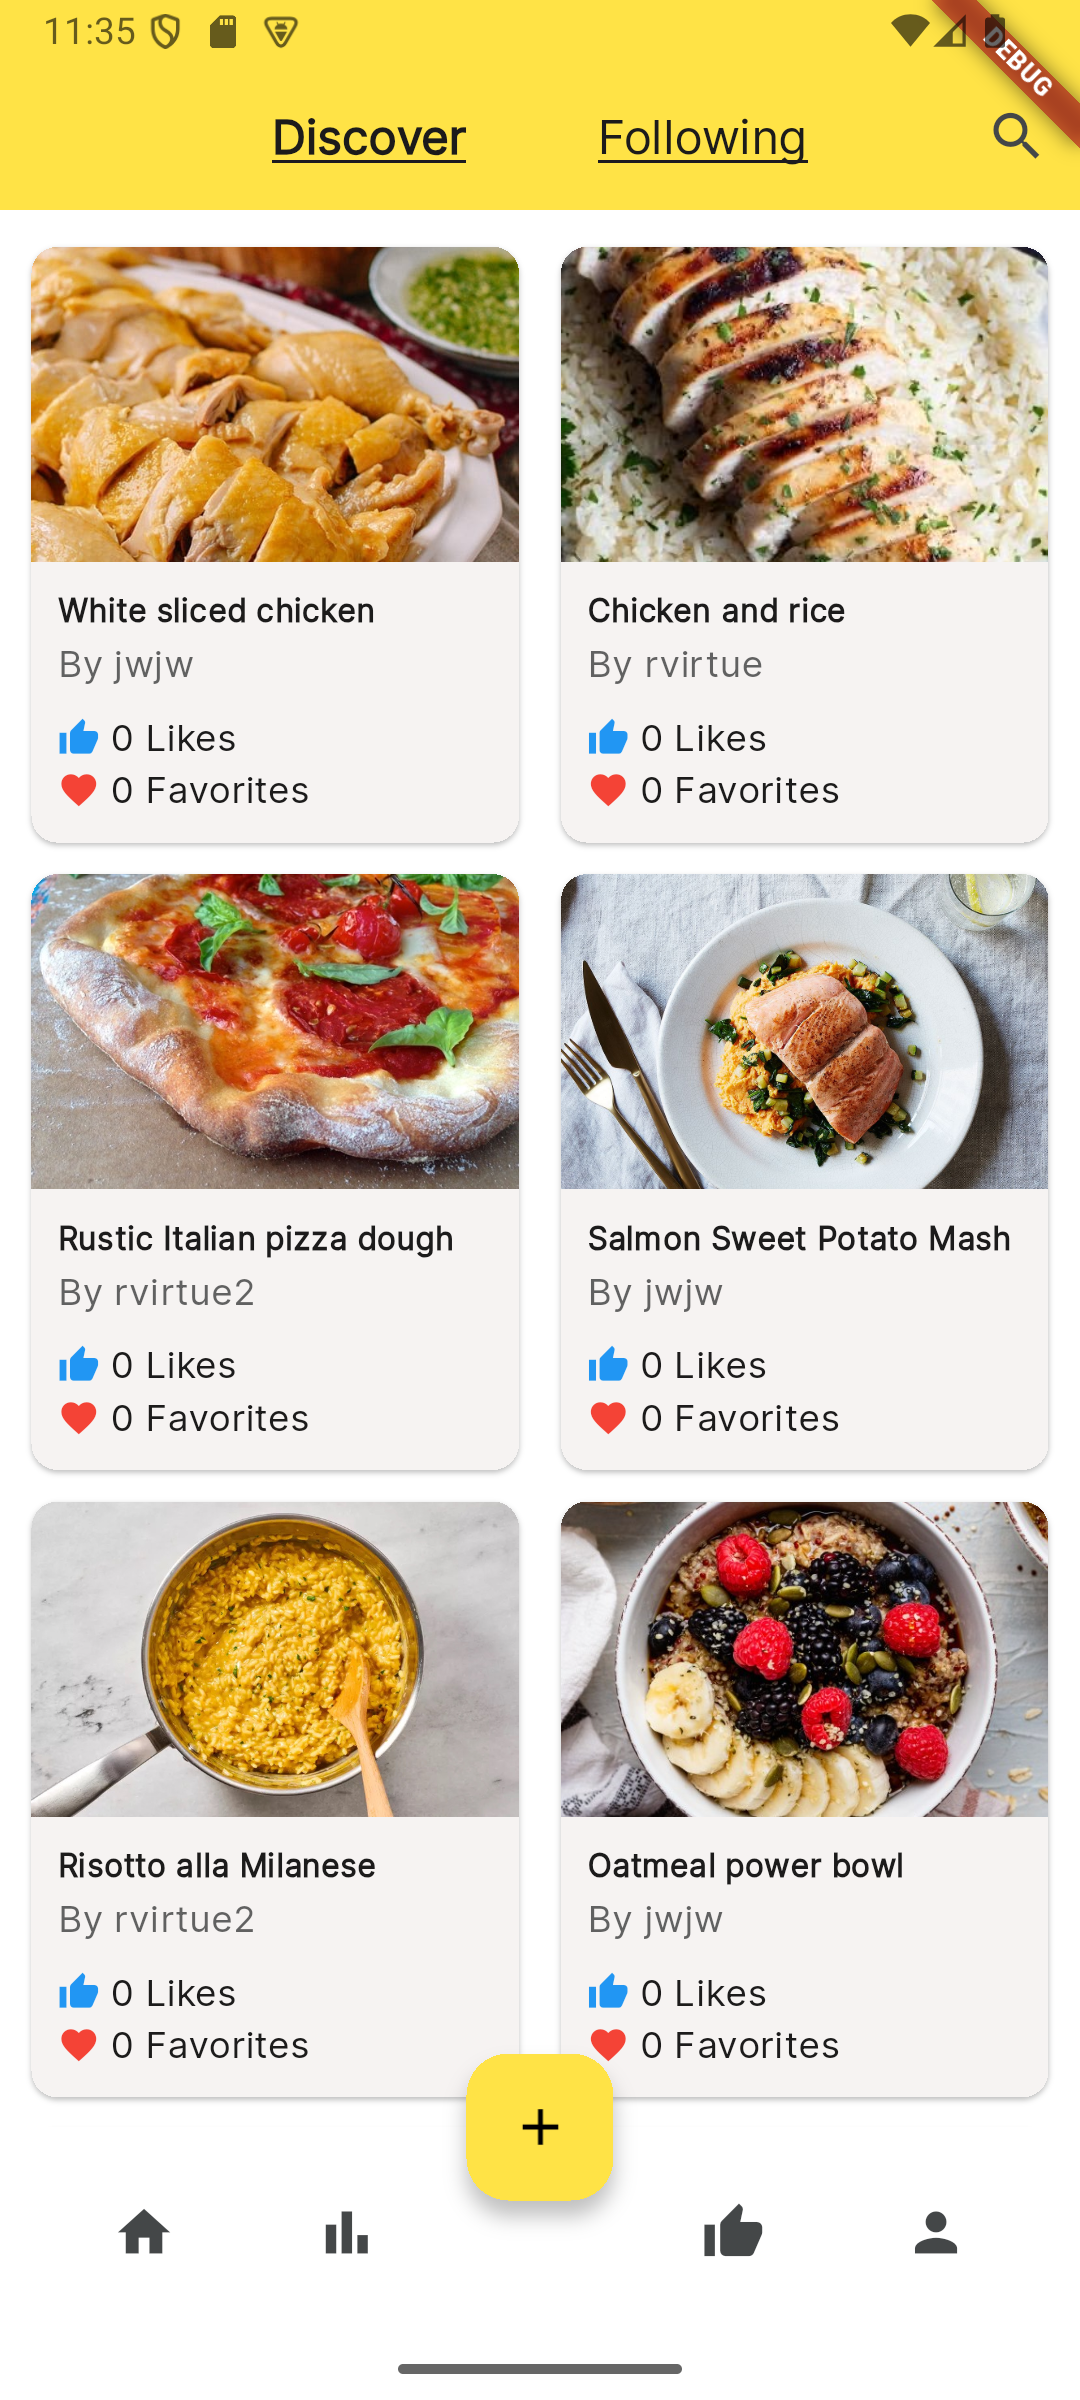 11:35
DEBUG
Discover Following
White sliced chicken
By jwjw
0 Likes
0 Favorites
Chicken and rice
By rvirtue
0 Likes
0 Favorites
Rustic Italian pizza dough
By rvirtue2
0 Likes
0 Favorites
Salmon Sweet Potato Mash
By jwjw
0 Likes
0 Favorites
Risotto alla Milanese
By rvirtue2
0 Likes
0 Favorites
Oatmeal power bowl
By jwjw
0 Likes
0 Favorites